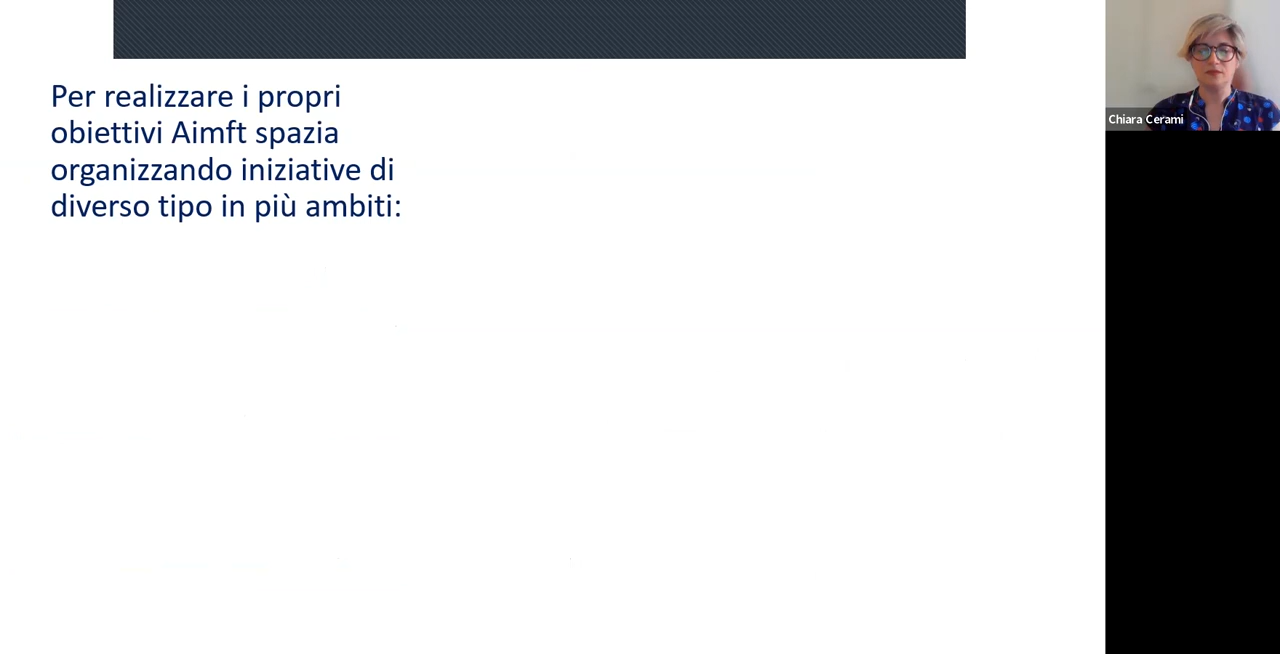 Per realizzare i propri
obiettivi Aimft spazia
organizzando iniziative di
diverso tipo in più ambiti:
Chiara Cerami